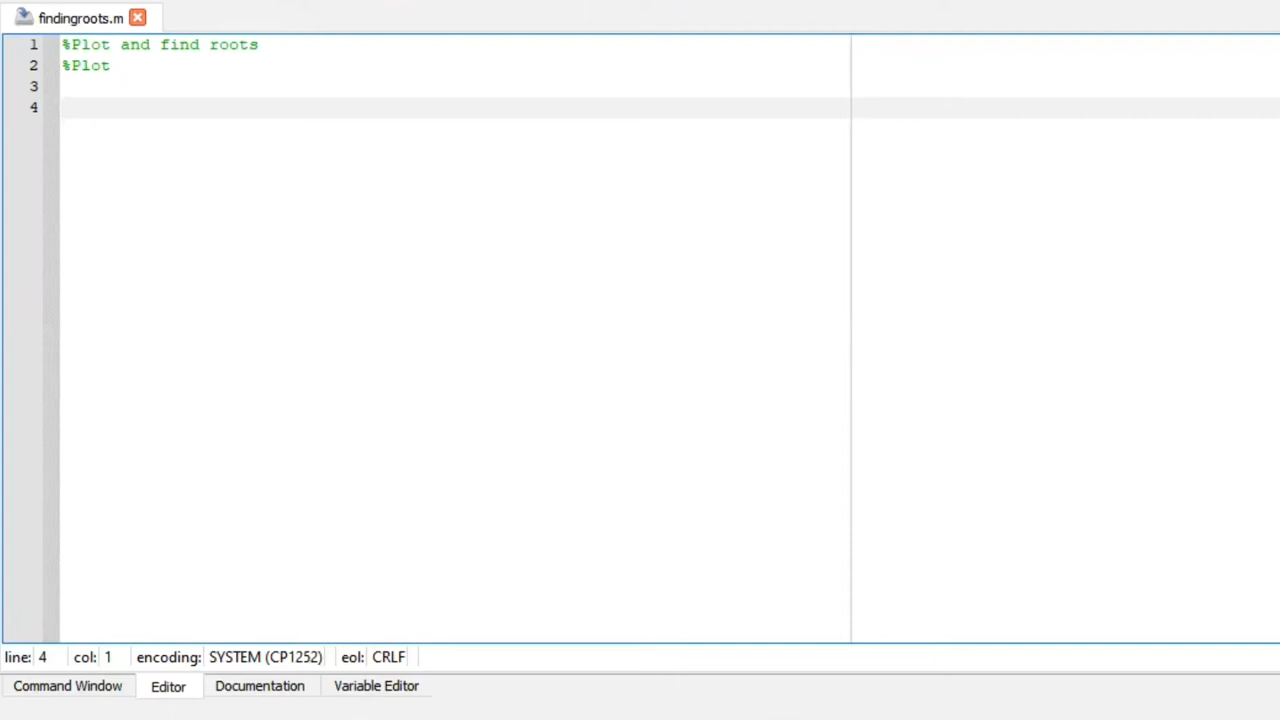 findingroots.m
1 %Plot and find roots
2 %Plot
3
4
line: 4 col: 1 encoding: SYSTEM (CP1252) eol: CRLF
Command Window Editor Documentation Variable Editor